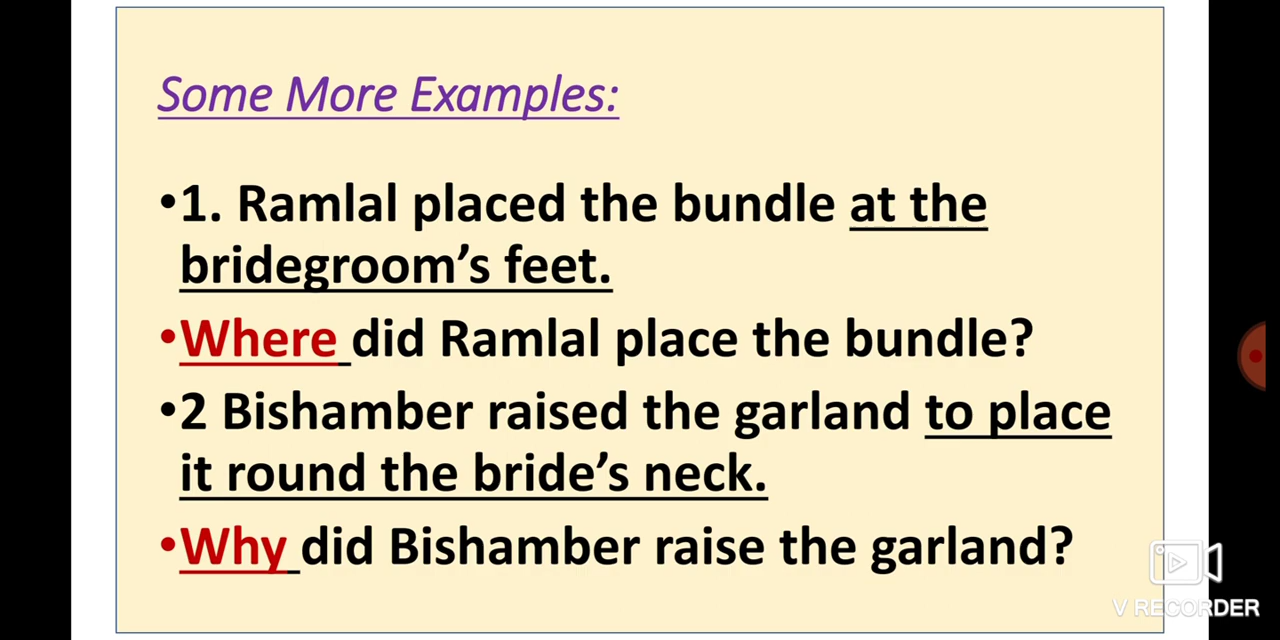 Some More Examples:
•1. Ramlal placed the bundle at the
bridegroom’s feet.
•Where did Ramlal place the bundle?
•2 Bishamber raised the garland to place
it round the bride’s neck.
•Why did Bishamber raise the garland?
V RECORDER